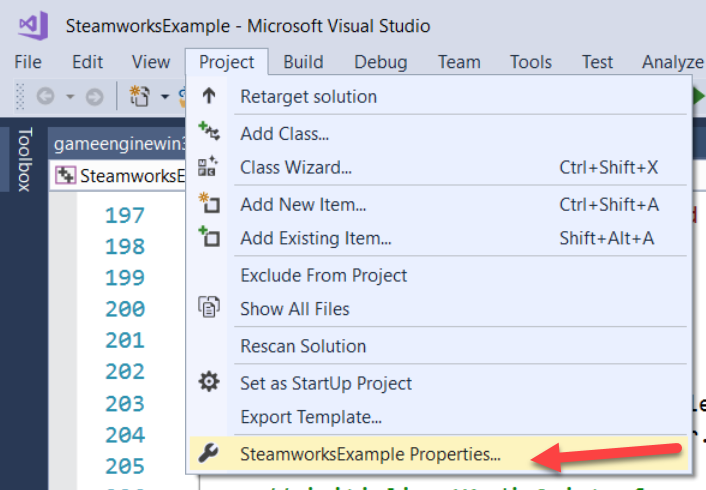 SteamworksExample - Microsoft Visual Studio
File Edit View Project Build Debug Team Tools Test Analyze
Retarget solution
Toolbox
gameenginewin3
Add Class...
Class Wizard... Ctrl+Shift+X
SteamworksE
197 Add New Item... Ctrl+Shift+A
198 Add Existing Item... Shift+Alt+A
199 Exclude From Project
200 Show All Files
201 Rescan Solution
202 Set as StartUp Project
203 Export Template...
204
205 SteamworksExample Properties...